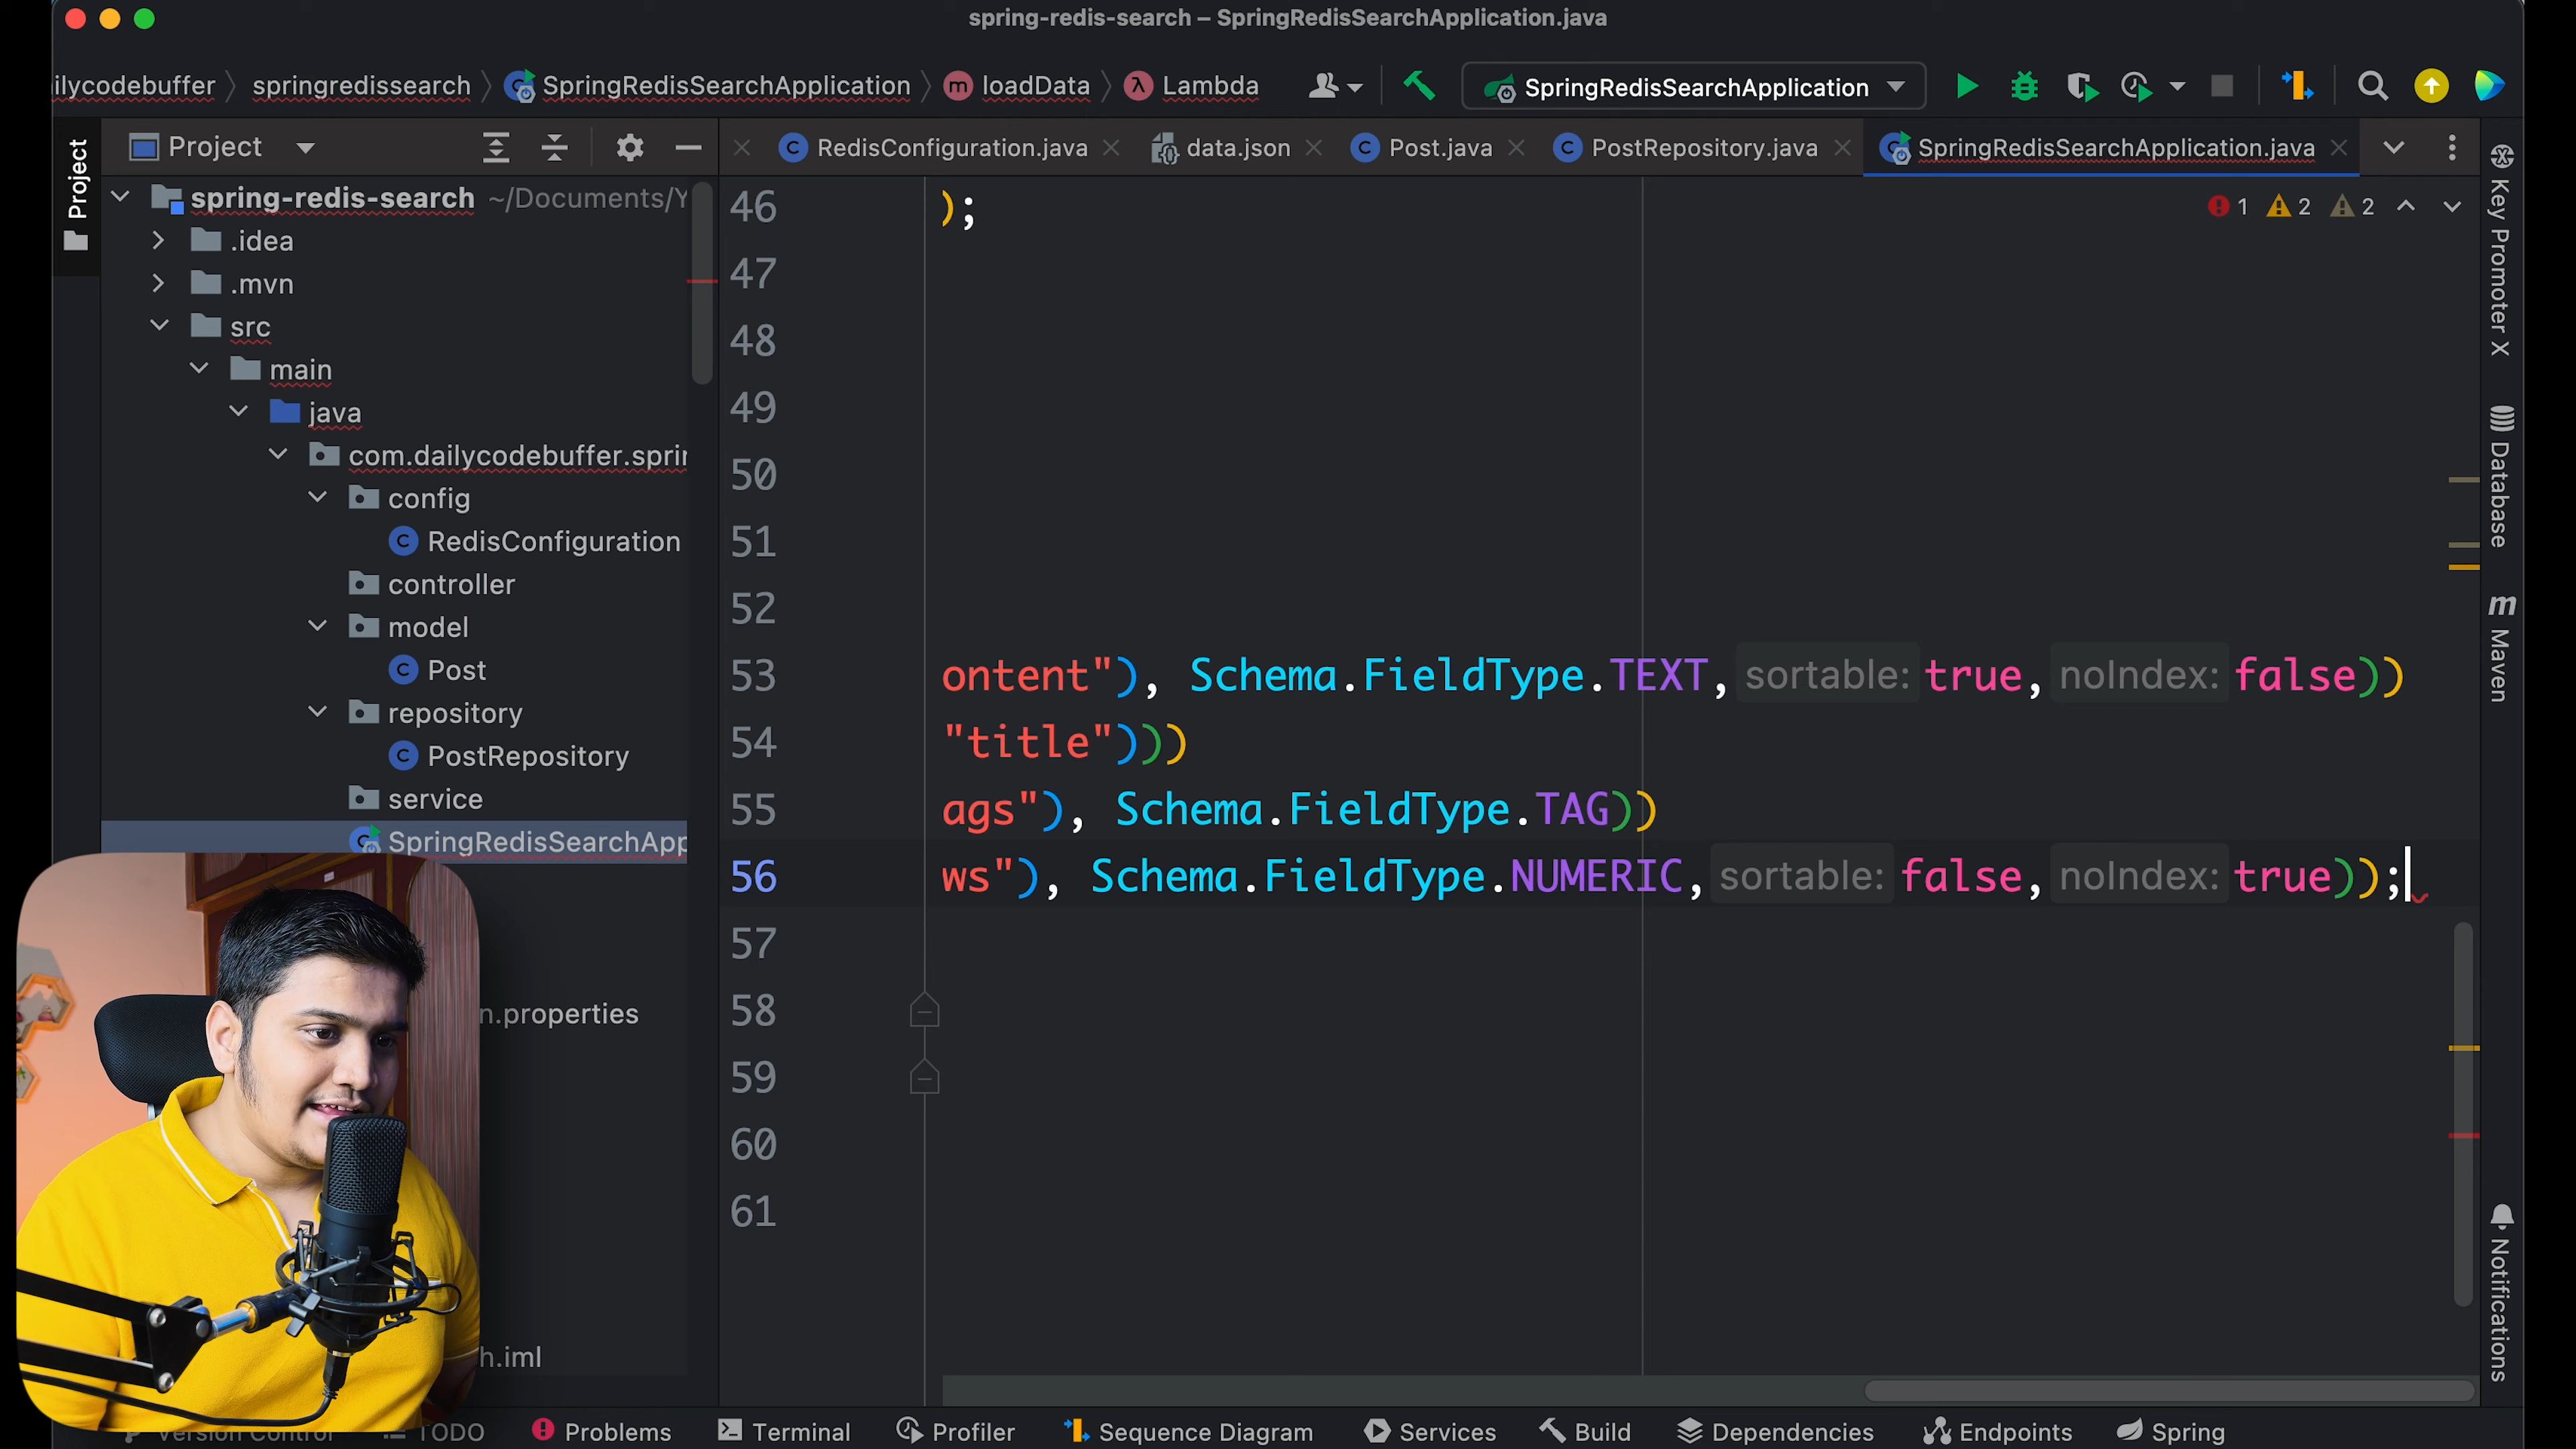 spring-redis-search – SpringRedisSearchApplication.java
ilycodebuffer springredissearch SpringRedisSearchApplication m loadData λ Lambda SpringRedisSearchApplication
Project
Project
RedisConfiguration.java data.json Post.java PostRepository.java SpringRedisSearchApplication.java
spring-redis-search ~/Documents/Y
.idea
.mvn
src
main
java
com.dailycodebuffer.sprin
config
RedisConfiguration
controller
model
Post
repository
PostRepository
service
SpringRedisSearchApp
n.properties
h.iml
1 2 2
46 );
47
48
49
50
51
52
53 ontent"), Schema.FieldType.TEXT, sortable: true, noIndex: false))
54 "title")))
55 ags"), Schema.FieldType.TAG))
56 ws"), Schema.FieldType.NUMERIC, sortable: false, noIndex: true));
57
58
59
60
61
Key Promoter X
Database
m Maven
Notifications
Version Control TODO Problems Terminal Profiler Sequence Diagram Services Build Dependencies Endpoints Spring